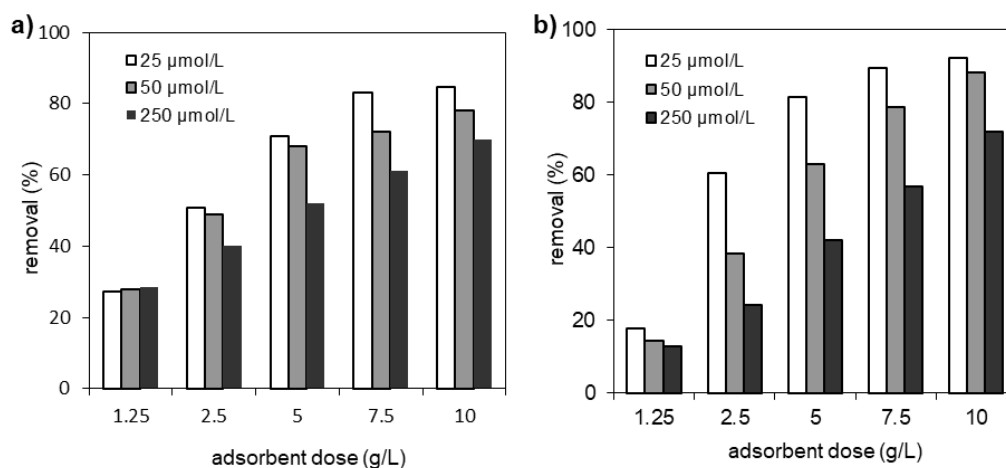 a)
100
80
60
40
20
0
removal (%)
25 µmol/L
50 µmol/L
250 µmol/L
1.25 2.5 5 7.5 10
adsorbent dose (g/L)
b)
100
80
60
40
20
0
removal (%)
25 µmol/L
50 µmol/L
250 µmol/L
1.25 2.5 5 7.5 10
adsorbent dose (g/L)